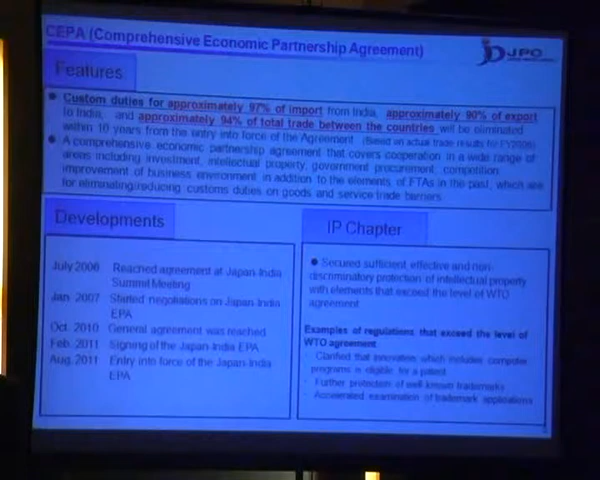 CEPA (Comprehensive Economic Partnership Agreement)
JPO
Features
● Custom duties for approximately 97% of import from India, approximately 90% of export
to India, and approximately 94% of total trade between the countries will be eliminated
within 10 years from the entry into force of the Agreement. (Based on actual trade results for FY2006)
● A comprehensive economic partnership agreement that covers cooperation in a wide range of
areas including investment, intellectual property, government procurement, competition,
improvement of business environment in addition to the elements of FTAs in the past, which are
for eliminating/reducing customs duties on goods and service trade barriers.
Developments
July 2006 Reached agreement at Japan-India
Summit Meeting
Jan. 2007 Started negotiations on Japan-India
EPA
Oct. 2010 General agreement was reached
Feb. 2011 Signing of the Japan-India EPA
Aug. 2011 Entry into force of the Japan-India
EPA
IP Chapter
● Secured sufficient, effective and non-
discriminatory protection of intellectual property
with elements that exceed the level of WTO
agreement
Examples of regulations that exceed the level of
WTO agreement
· Clarified that innovation which includes computer
programs is eligible for a patent
· Further protection of well-known trademarks
· Accelerated examination of trademark applications